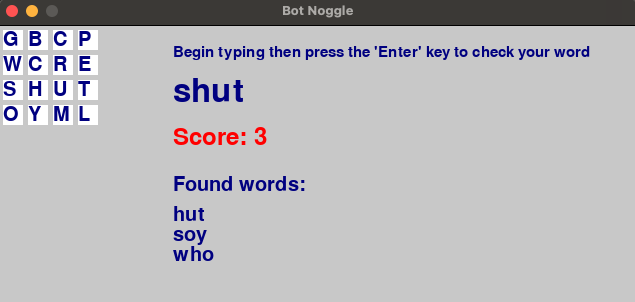 Bot Noggle
G B C P
W C R E
S H U T
O Y M L
Begin typing then press the 'Enter' key to check your word
shut
Score: 3
Found words:
hut
soy
who